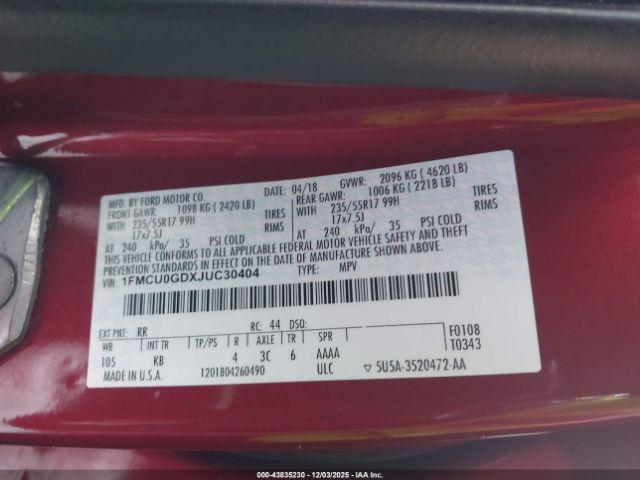 MFD. BY FORD MOTOR CO. DATE: 04/18 GVWR: 2096 KG ( 4620 LB)
FRONT GAWR: 1098 KG ( 2420 LB) REAR GAWR: 1006 KG ( 2218 LB)
WITH 235/55R17 99H TIRES WITH 235/55R17 99H TIRES
17x7.5J RIMS 17x7.5J RIMS
AT 240 kPa/ 35 PSI COLD AT 240 kPa/ 35 PSI COLD
THIS VEHICLE CONFORMS TO ALL APPLICABLE FEDERAL MOTOR VEHICLE SAFETY AND THEFT
PREVENTION STANDARDS IN EFFECT ON THE DATE OF MANUFACTURE SHOWN ABOVE.
VIN: 1FMCU0GDXJUC30404 TYPE: MPV
EXT PNT: RR RC: 44 DSO: F0108
WB INT TR TP/PS R AXLE TR SPR T0343
105 KB 4 3C 6 AAAA
MADE IN U.S.A. 1201804260490 ULC 5U5A-3520472-AA
000-43835230 - 12/03/2025 - IAA Inc.